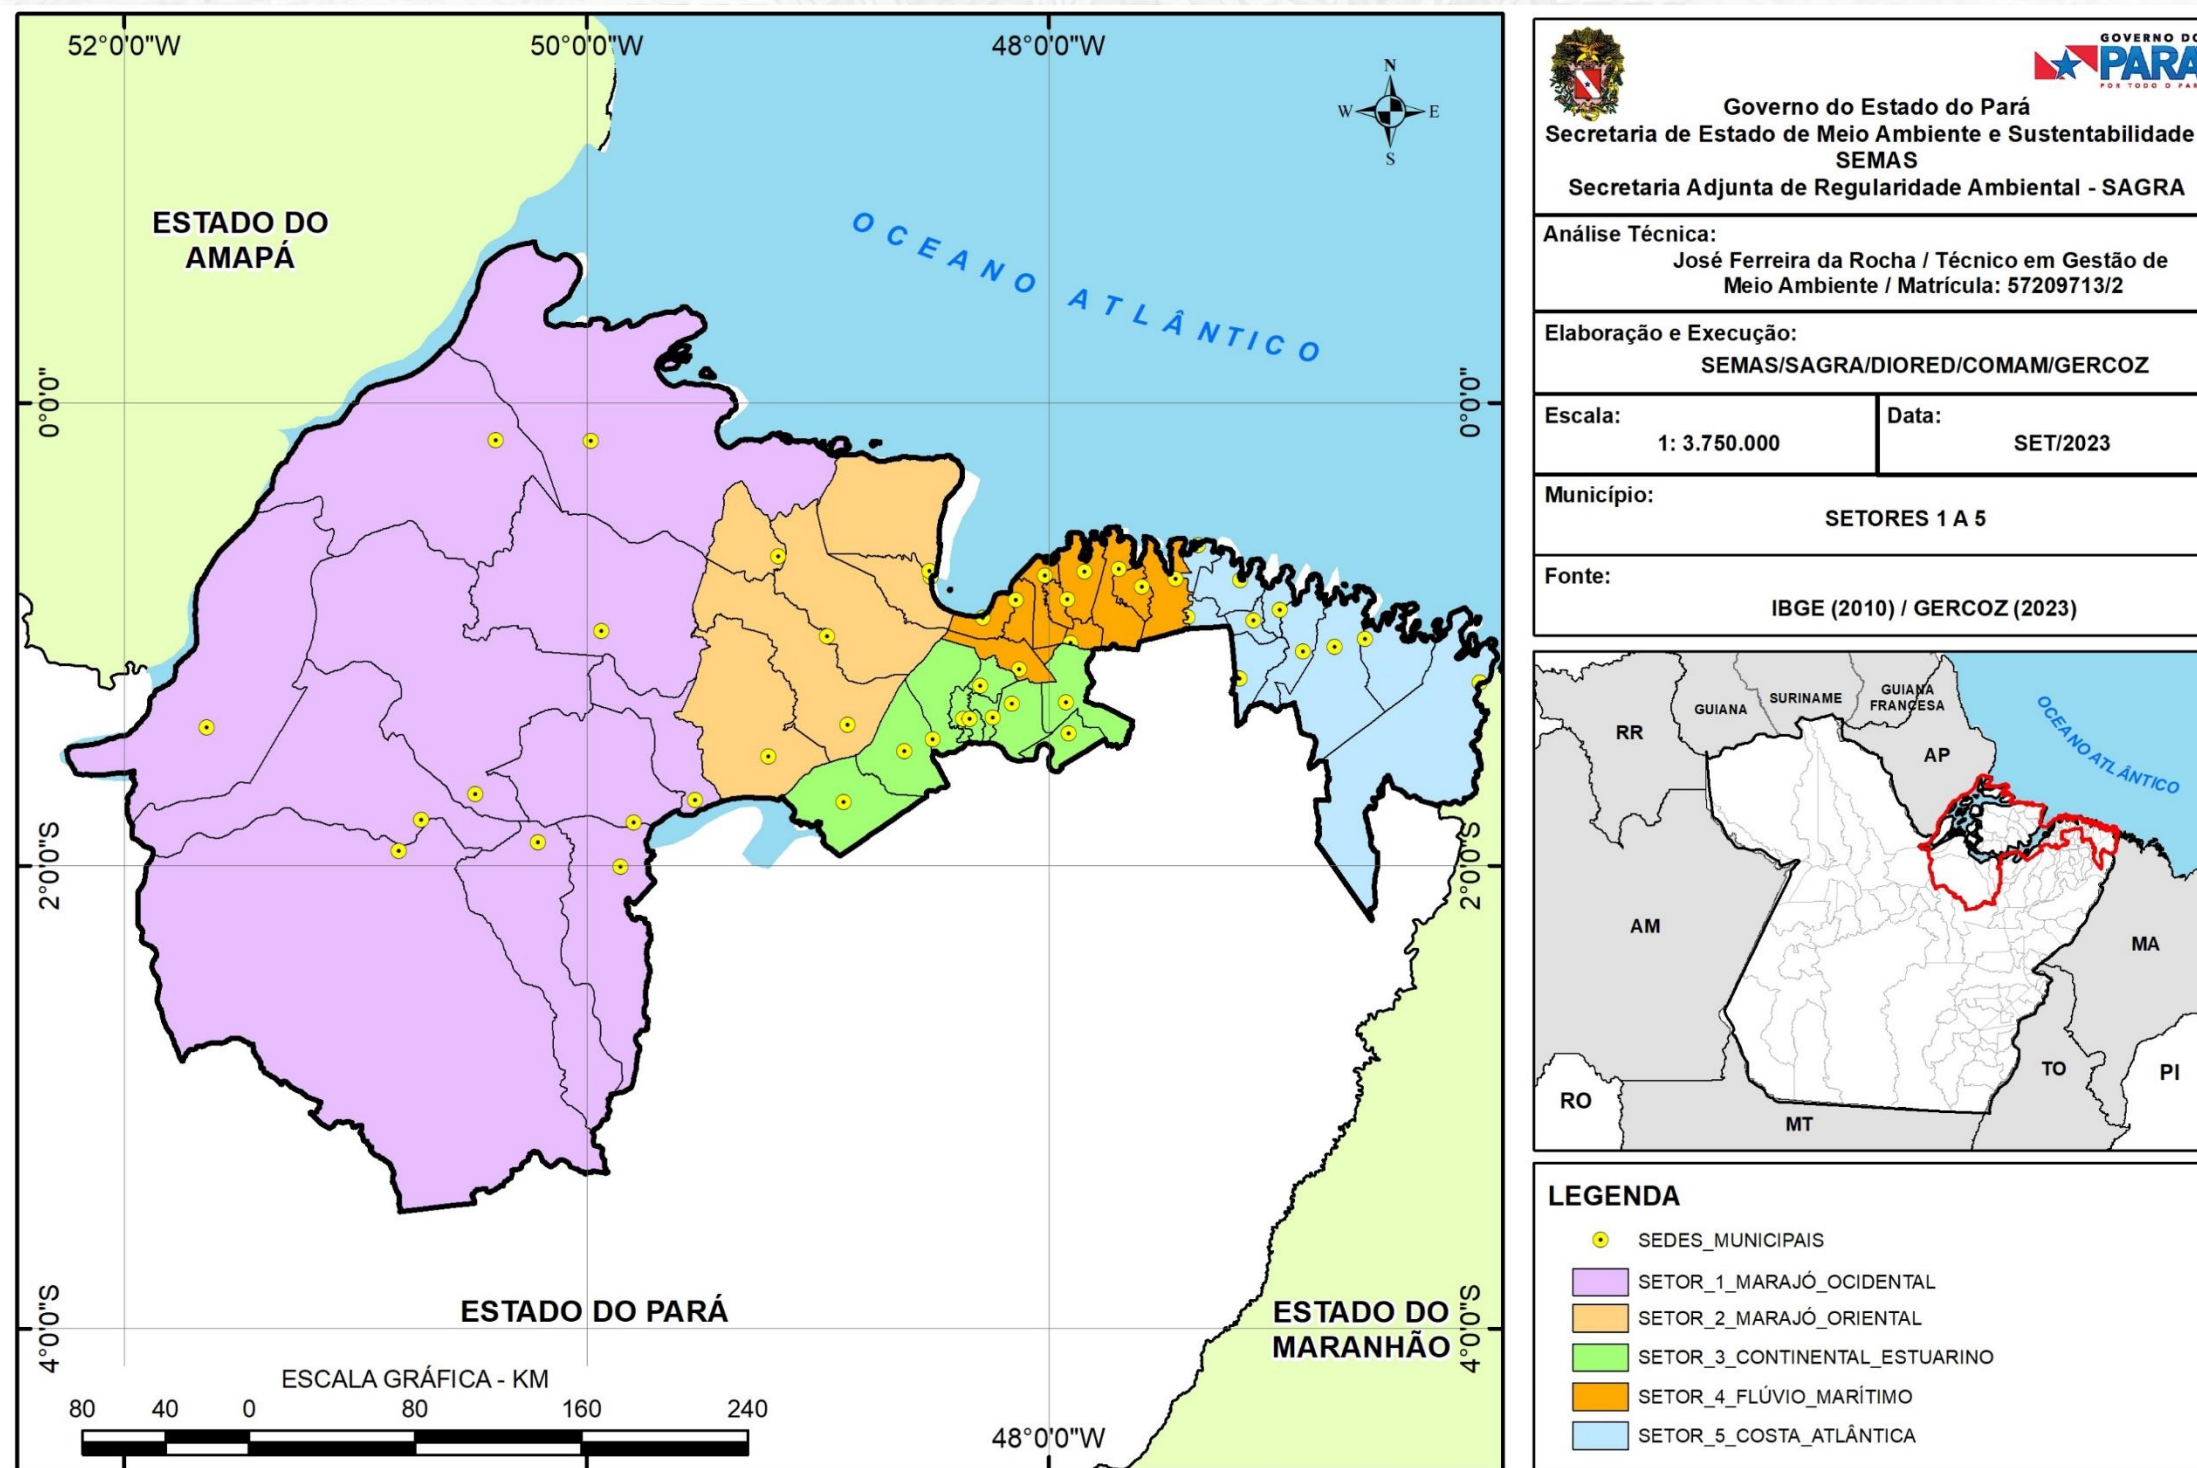 52°0'0"W
50°0'0"W
48°0'0"W
N
W
E
S
ESTADO DO
AMAPÁ
OCEANO ATLÂNTICO
0°0'0"
0°0'0"
2°0'0"S
2°0'0"S
4°0'0"S
4°0'0"S
ESTADO DO PARÁ
ESTADO DO
MARANHÃO
ESCALA GRÁFICA - KM
80 40 0 80 160 240
48°0'0"W
GOVERNO DO
PARÁ
POR TODO O PARÁ
Governo do Estado do Pará
Secretaria de Estado de Meio Ambiente e Sustentabilidade
SEMAS
Secretaria Adjunta de Regularidade Ambiental - SAGRA
Análise Técnica:
José Ferreira da Rocha / Técnico em Gestão de
Meio Ambiente / Matrícula: 57209713/2
Elaboração e Execução:
SEMAS/SAGRA/DIORED/COMAM/GERCOZ
Escala:
1: 3.750.000
Data:
SET/2023
Município:
SETORES 1 A 5
Fonte:
IBGE (2010) / GERCOZ (2023)
RR
GUIANA
SURINAME
GUIANA
FRANCESA
OCEANO ATLÂNTICO
AP
AM
MA
RO
MT
TO
PI
LEGENDA
SEDES_MUNICIPAIS
SETOR_1_MARAJÓ_OCIDENTAL
SETOR_2_MARAJÓ_ORIENTAL
SETOR_3_CONTINENTAL_ESTUARINO
SETOR_4_FLÚVIO_MARÍTIMO
SETOR_5_COSTA_ATLÂNTICA